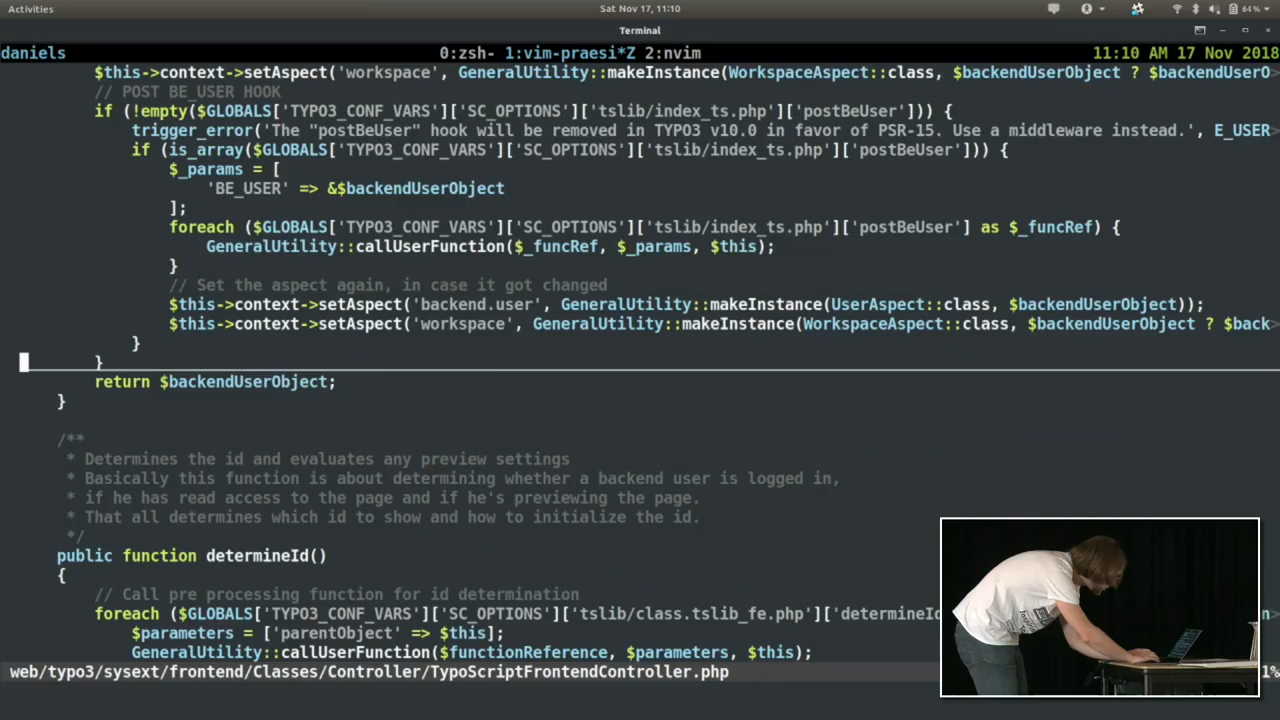 Activities
Sat Nov 17, 11:10
64%
Terminal
daniels 0:zsh- 1:vim-praesi*Z 2:nvim 11:10 AM 17 Nov 2018
$this->context->setAspect('workspace', GeneralUtility::makeInstance(WorkspaceAspect::class, $backendUserObject ? $backendUserO>
// POST BE_USER HOOK
if (!empty($GLOBALS['TYPO3_CONF_VARS']['SC_OPTIONS']['tslib/index_ts.php']['postBeUser'])) {
trigger_error('The "postBeUser" hook will be removed in TYPO3 v10.0 in favor of PSR-15. Use a middleware instead.', E_USER>
if (is_array($GLOBALS['TYPO3_CONF_VARS']['SC_OPTIONS']['tslib/index_ts.php']['postBeUser'])) {
$_params = [
'BE_USER' => &$backendUserObject
];
foreach ($GLOBALS['TYPO3_CONF_VARS']['SC_OPTIONS']['tslib/index_ts.php']['postBeUser'] as $_funcRef) {
GeneralUtility::callUserFunction($_funcRef, $_params, $this);
}
// Set the aspect again, in case it got changed
$this->context->setAspect('backend.user', GeneralUtility::makeInstance(UserAspect::class, $backendUserObject));
$this->context->setAspect('workspace', GeneralUtility::makeInstance(WorkspaceAspect::class, $backendUserObject ? $back>
}
}
return $backendUserObject;
}
/**
* Determines the id and evaluates any preview settings
* Basically this function is about determining whether a backend user is logged in,
* if he has read access to the page and if he's previewing the page.
* That all determines which id to show and how to initialize the id.
*/
public function determineId()
{
// Call pre processing function for id determination
foreach ($GLOBALS['TYPO3_CONF_VARS']['SC_OPTIONS']['tslib/class.tslib_fe.php']['determineId
$parameters = ['parentObject' => $this];
GeneralUtility::callUserFunction($functionReference, $parameters, $this);
web/typo3/sysext/frontend/Classes/Controller/TypoScriptFrontendController.php 1%